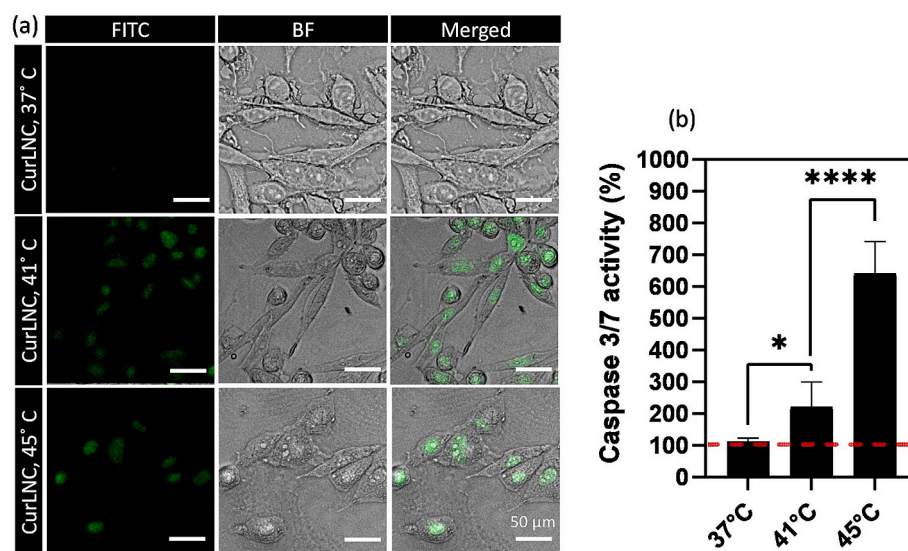 (a)
FITC BF Merged
CurLNC, 37° C
CurLNC, 41° C
CurLNC, 45° C
50 µm
(b)
Caspase 3/7 activity (%)
1000
900
800
700
600
500
400
300
200
100
0
*
****
37°C 41°C 45°C